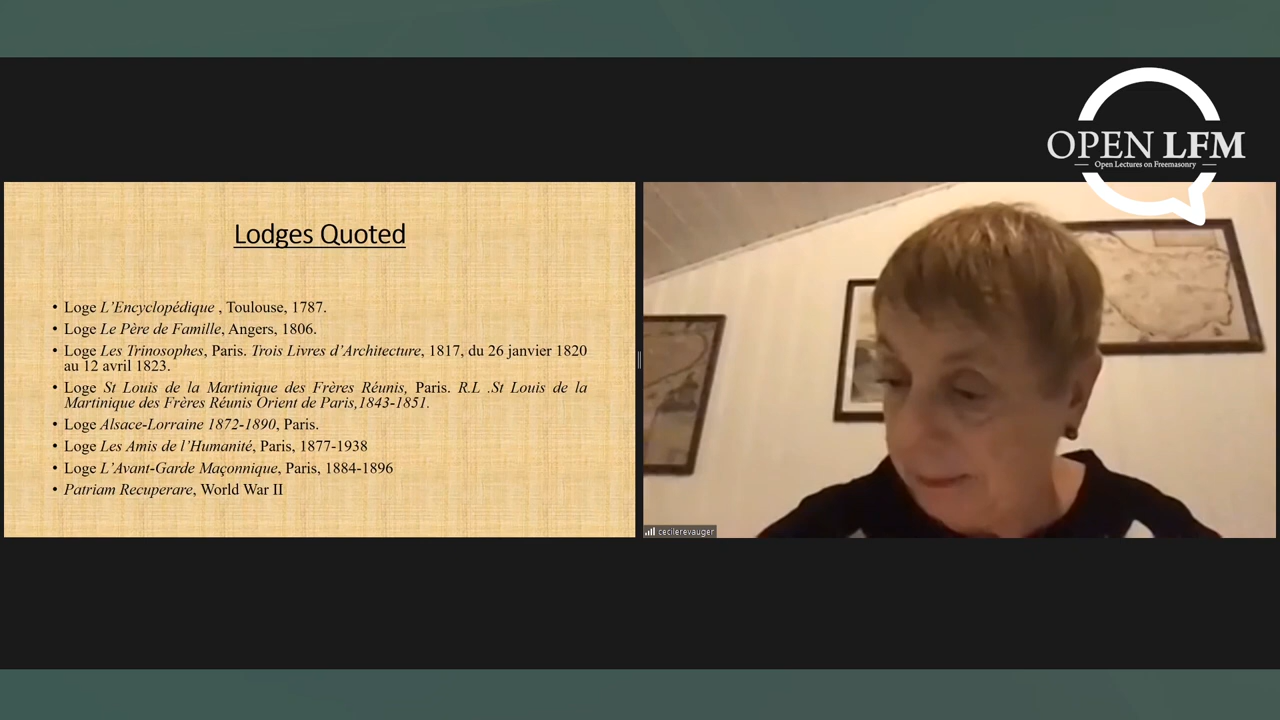 OPEN LFM
Open Lectures on Freemasonry
Lodges Quoted
• Loge L’Encyclopédique , Toulouse, 1787.
• Loge Le Père de Famille, Angers, 1806.
• Loge Les Trinosophes, Paris. Trois Livres d’Architecture, 1817, du 26 janvier 1820
au 12 avril 1823.
• Loge St Louis de la Martinique des Frères Réunis, Paris. R.L .St Louis de la
Martinique des Frères Réunis Orient de Paris,1843-1851.
• Loge Alsace-Lorraine 1872-1890, Paris.
• Loge Les Amis de l’Humanité, Paris, 1877-1938
• Loge L’Avant-Garde Maçonnique, Paris, 1884-1896
• Patriam Recuperare, World War II
cecilerevauger